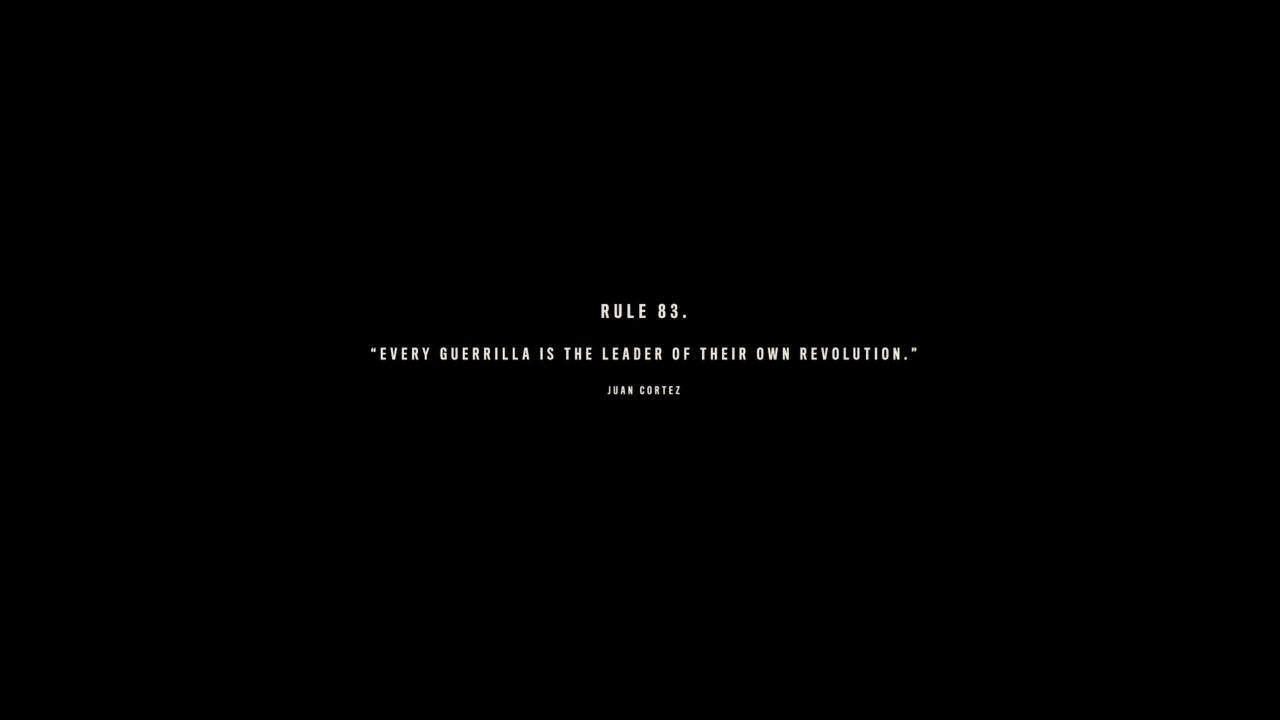 RULE 83.
“EVERY GUERRILLA IS THE LEADER OF THEIR OWN REVOLUTION.”
JUAN CORTEZ